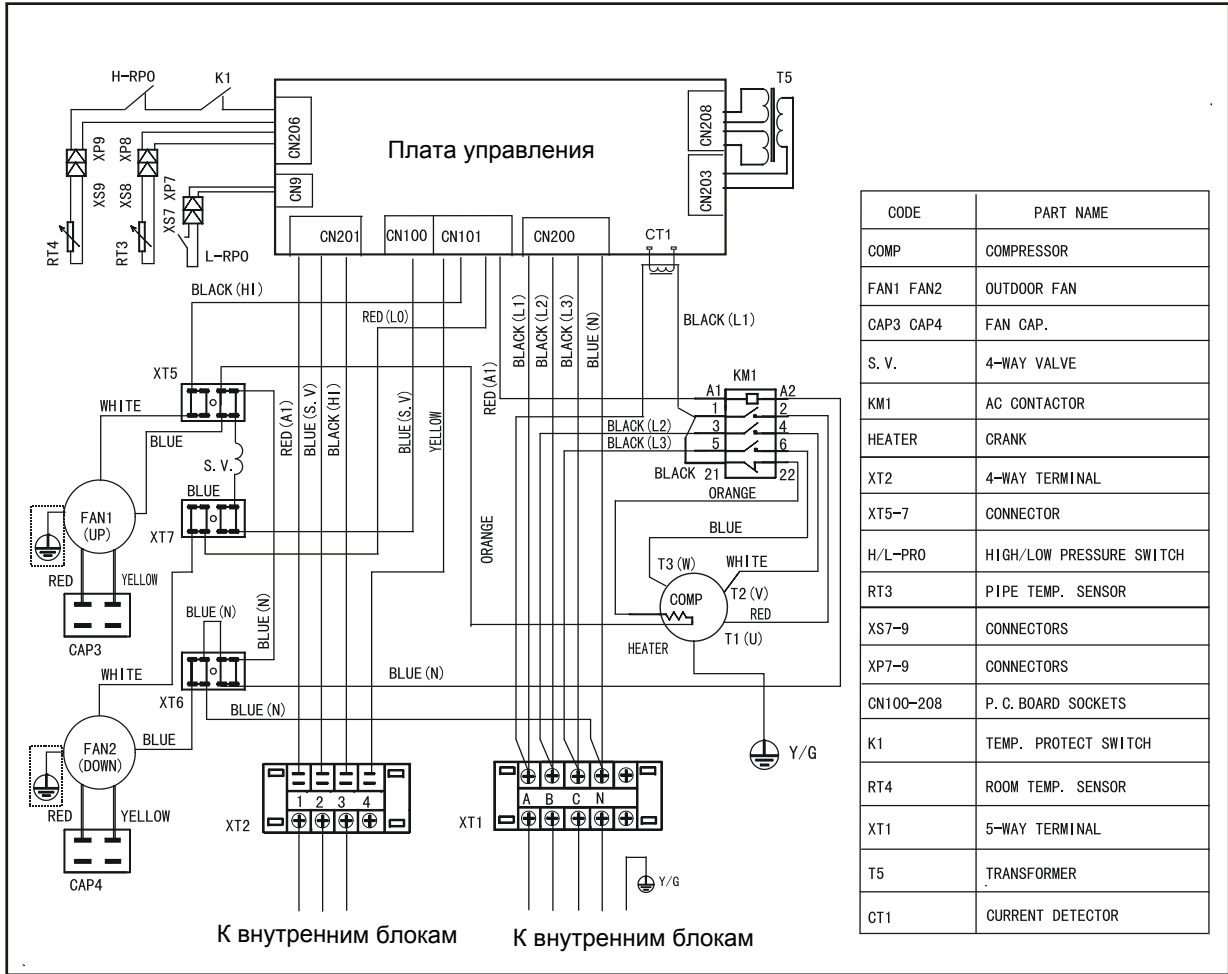 H-RPO
K1
T5
XP9
XP8
CN206
CN208
Плата управления
XS9
XS8
XP7
CN9
CN203
XS7
RT4
RT3
L-RPO
CN201
CN100
CN101
CN200
CT1
BLACK(HI)
RED(LO)
BLACK(L1)
BLACK(L2)
BLACK(L3)
BLUE(N)
BLACK(L1)
XT5
KM1
WHITE
BLUE
RED(A1)
BLUE(S.V)
BLACK(HI)
BLUE(S.V)
YELLOW
RED(A1)
A1
A2
1
2
BLACK(L2)
3
4
BLACK(L3)
5
6
BLACK
21
22
S.V.
ORANGE
BLUE
FAN1
(UP)
XT7
BLUE
ORANGE
T3(W)
WHITE
RED
YELLOW
COMP
T2(V)
RED
CAP3
BLUE(N)
BLUE(N)
HEATER
T1(U)
WHITE
BLUE(N)
XT6
BLUE(N)
FAN2
(DOWN)
BLUE
Y/G
RED
YELLOW
XT2
1
2
3
4
XT1
A
B
C
N
CAP4
Y/G
К внутренним блокам
К внутренним блокам
CODE PART NAME
COMP COMPRESSOR
FAN1 FAN2 OUTDOOR FAN
CAP3 CAP4 FAN CAP.
S.V. 4-WAY VALVE
KM1 AC CONTACTOR
HEATER CRANK
XT2 4-WAY TERMINAL
XT5-7 CONNECTOR
H/L-PRO HIGH/LOW PRESSURE SWITCH
RT3 PIPE TEMP. SENSOR
XS7-9 CONNECTORS
XP7-9 CONNECTORS
CN100-208 P.C.BOARD SOCKETS
K1 TEMP. PROTECT SWITCH
RT4 ROOM TEMP. SENSOR
XT1 5-WAY TERMINAL
T5 TRANSFORMER
CT1 CURRENT DETECTOR